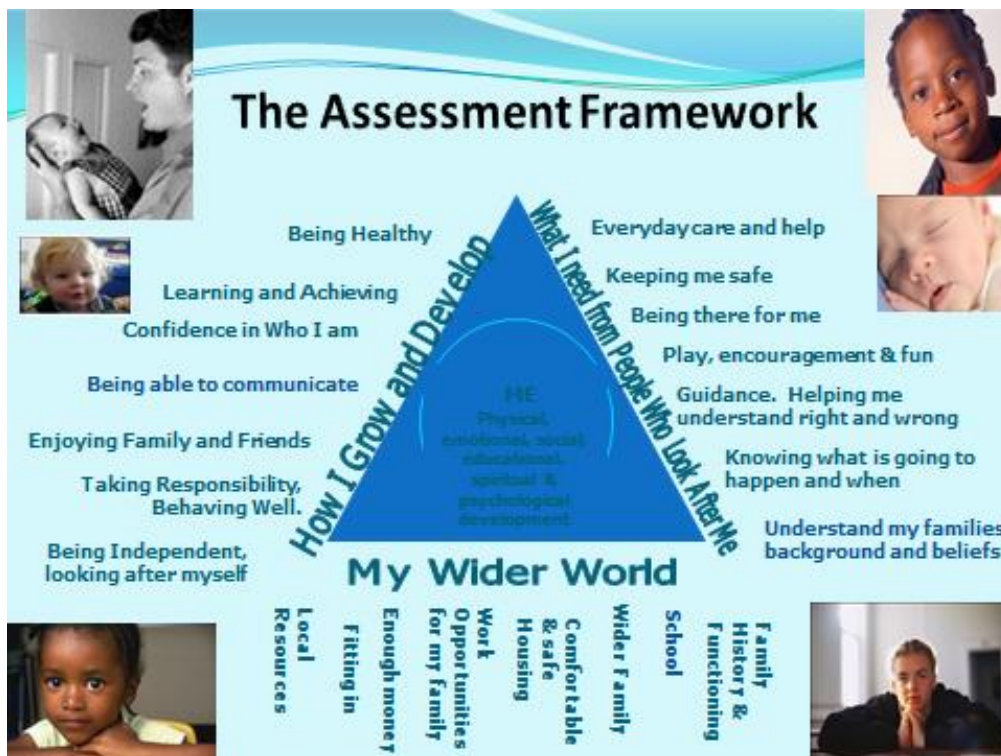 The Assessment Framework
Being Healthy
Learning and Achieving
Confidence in Who I am
Being able to communicate
Enjoying Family and Friends
Taking Responsibility,
Behaving Well.
Being Independent,
looking after myself
How I Grow and Develop
ME
Physical,
emotional, social,
educational,
spiritual &
psychological
development
What I need from People Who Look After Me
Everyday care and help
Keeping me safe
Being there for me
Play, encouragement & fun
Guidance. Helping me
understand right and wrong
Knowing what is going to
happen and when
Understand my families
background and beliefs
My Wider World
Local
Resources
Fitting in
Enough money
Work
Opportunities
for my family
Comfortable
& safe
Housing
Wider Family
School
Family
History &
Functioning